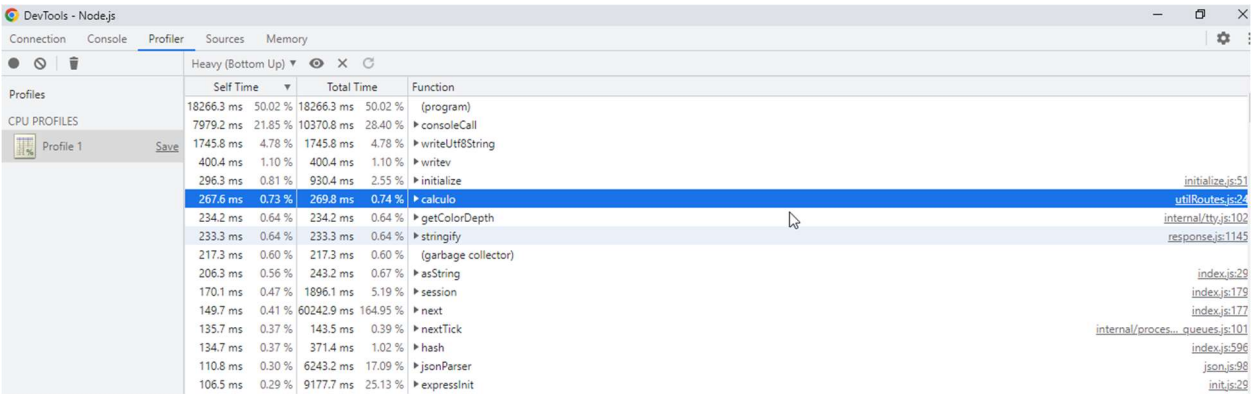 DevTools - Node.js
Connection Console Profiler Sources Memory
Heavy (Bottom Up)
Profiles
CPU PROFILES
Profile 1 Save
Self Time Total Time Function
18266.3 ms 50.02 % 18266.3 ms 50.02 % (program)
7979.2 ms 21.85 % 10370.8 ms 28.40 % consoleCall
1745.8 ms 4.78 % 1745.8 ms 4.78 % writeUtf8String
400.4 ms 1.10 % 400.4 ms 1.10 % writev
296.3 ms 0.81 % 930.4 ms 2.55 % initialize initialize.js:51
267.6 ms 0.73 % 269.8 ms 0.74 % calculo utilRoutes.js:24
234.2 ms 0.64 % 234.2 ms 0.64 % getColorDepth internal/tty.js:102
233.3 ms 0.64 % 233.3 ms 0.64 % stringify response.js:1145
217.3 ms 0.60 % 217.3 ms 0.60 % (garbage collector)
206.3 ms 0.56 % 243.2 ms 0.67 % asString index.js:29
170.1 ms 0.47 % 1896.1 ms 5.19 % session index.js:179
149.7 ms 0.41 % 60242.9 ms 164.95 % next index.js:177
135.7 ms 0.37 % 143.5 ms 0.39 % nextTick internal/proces… queues.js:101
134.7 ms 0.37 % 371.4 ms 1.02 % hash index.js:596
110.8 ms 0.30 % 6243.2 ms 17.09 % jsonParser json.js:98
106.5 ms 0.29 % 9177.7 ms 25.13 % expressInit init.js:29